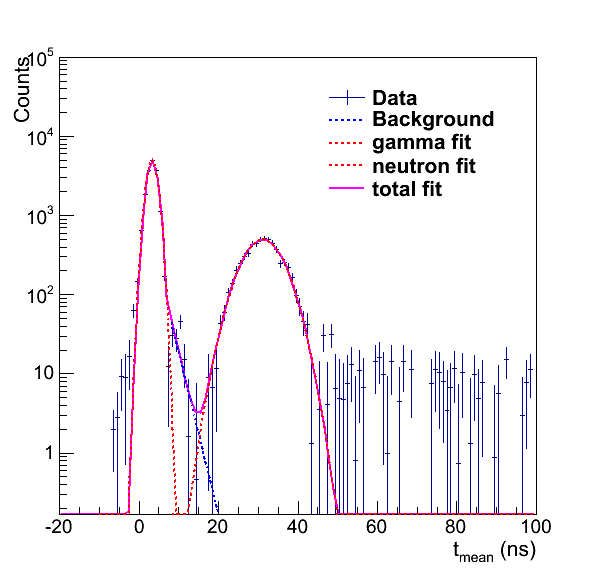 Counts
10^5
10^4
10^3
10^2
10
1
Data
Background
gamma fit
neutron fit
total fit
-20 0 20 40 60 80 100
t_mean (ns)